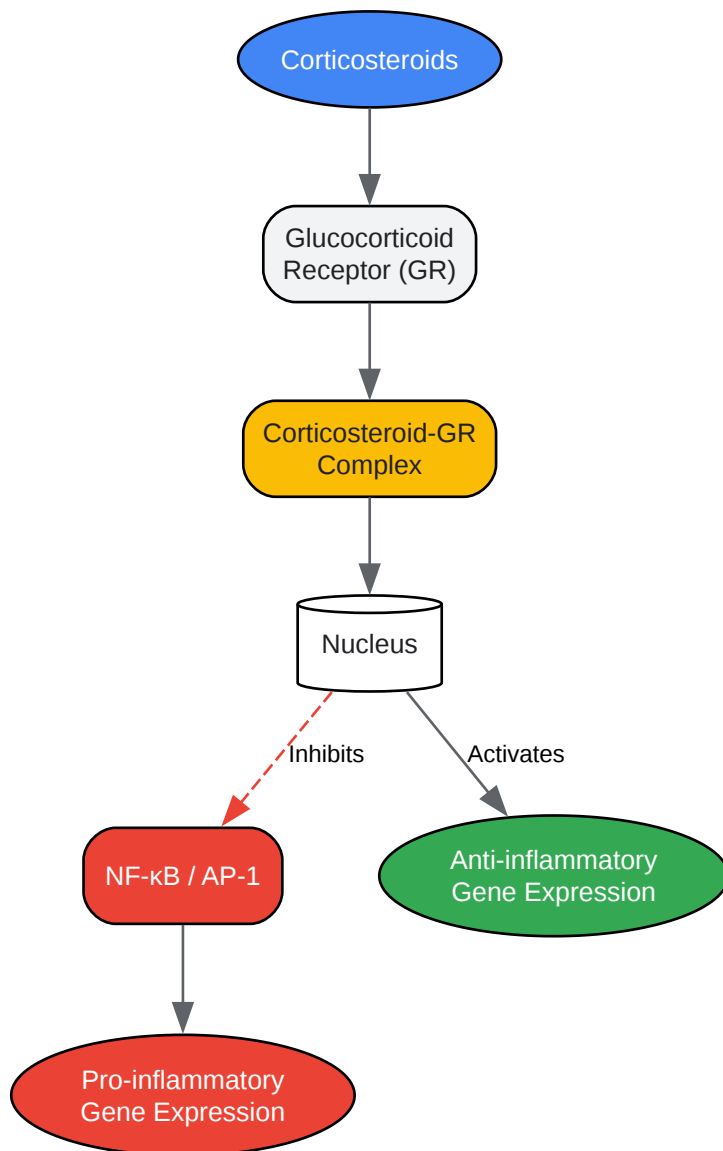 Corticosteroids
Glucocorticoid
Receptor (GR)
Corticosteroid-GR
Complex
Nucleus
Inhibits
Activates
NF-κB / AP-1
Anti-inflammatory
Gene Expression
Pro-inflammatory
Gene Expression